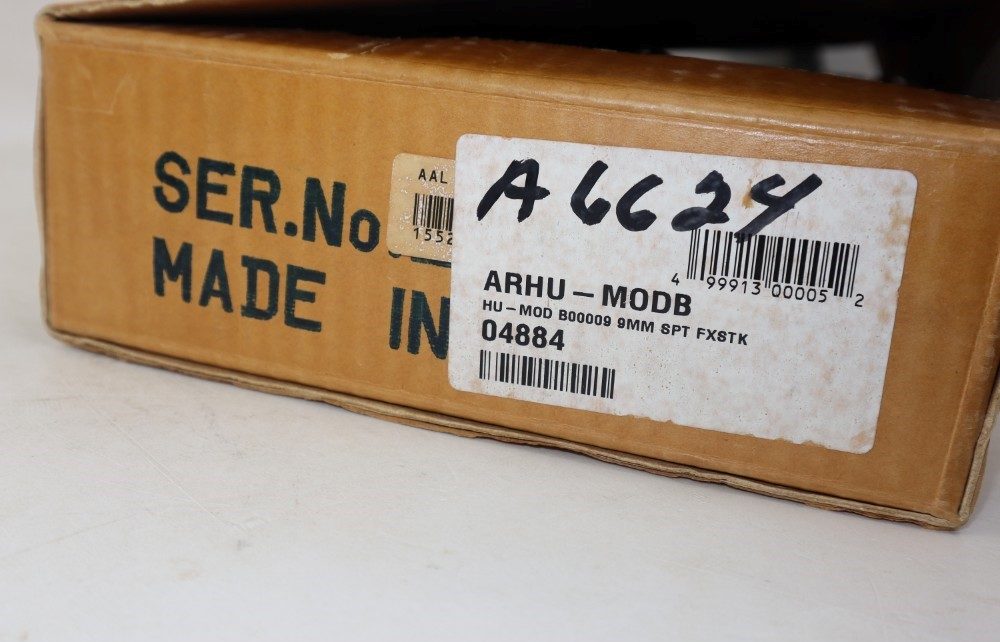 SER.No.
MADE IN
AAL
1552
A6624
4 99913 00005 2
ARHU-MODB
HU-MOD B00009 9MM SPT FXSTK
04884